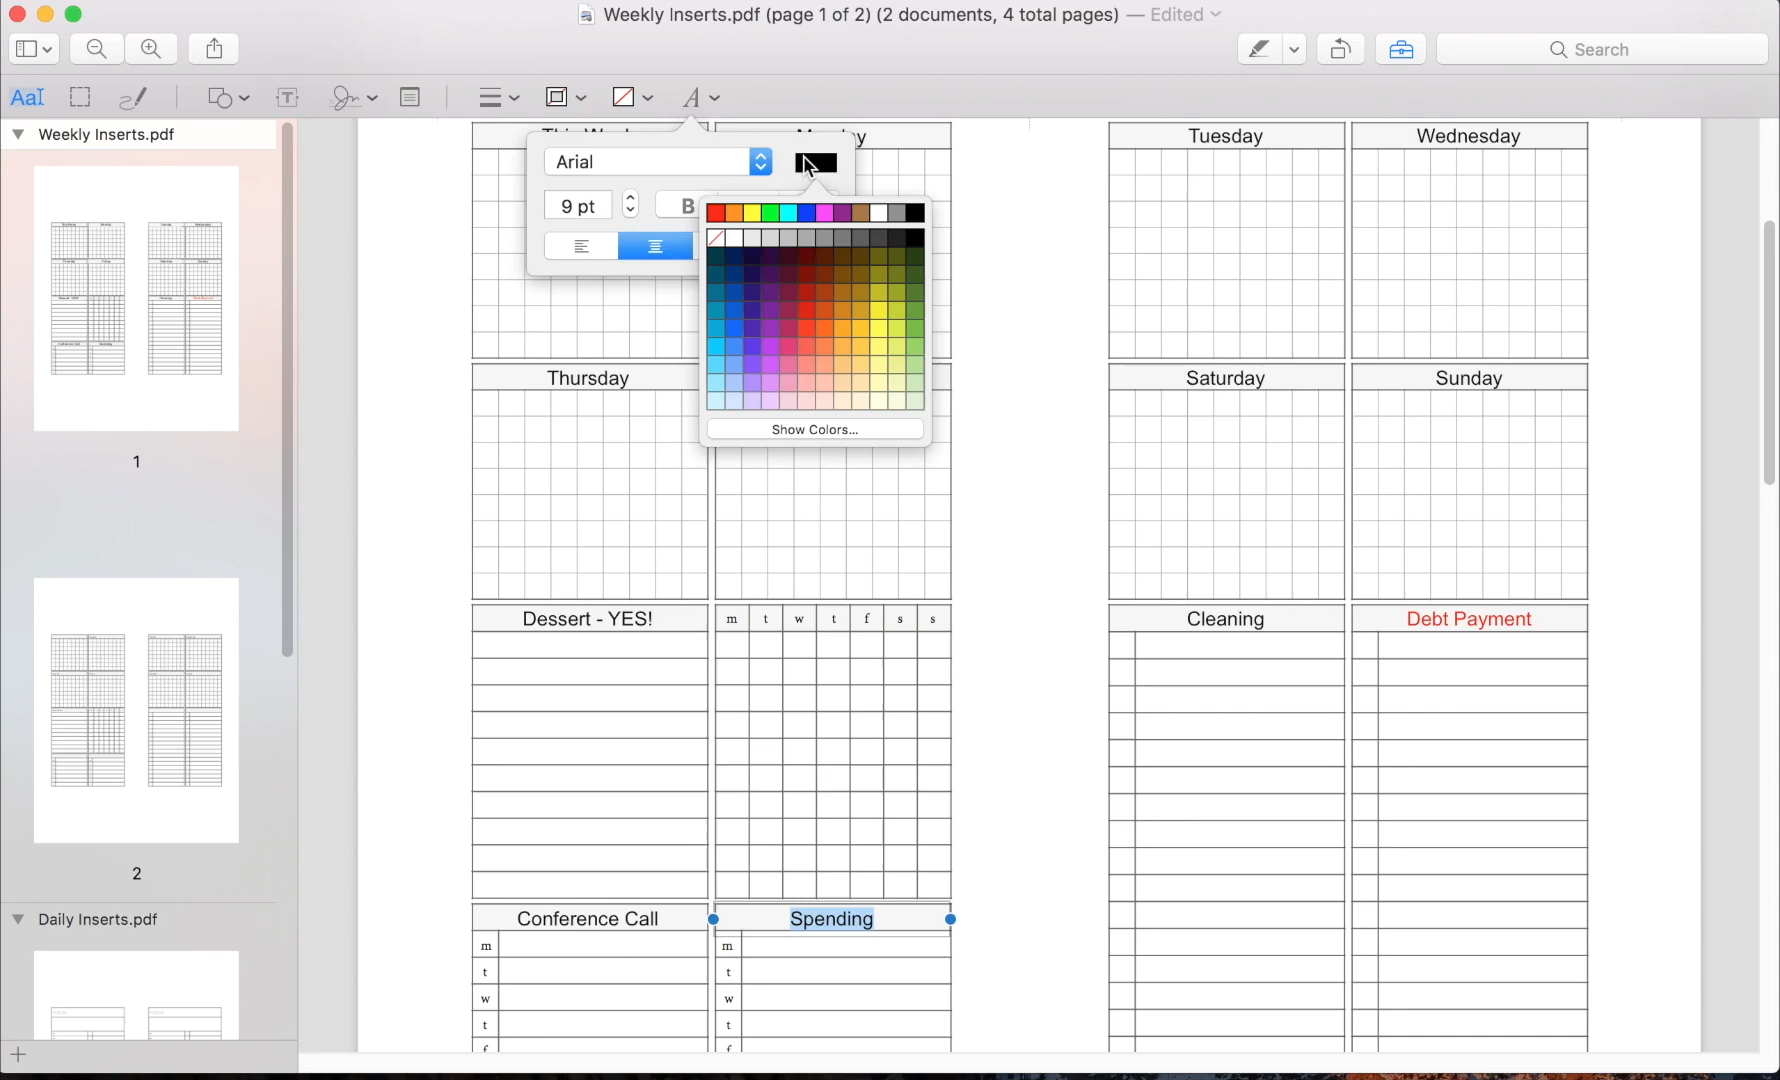 Weekly Inserts.pdf (page 1 of 2) (2 documents, 4 total pages) — Edited
Search
AaI
T
A
Weekly Inserts.pdf
1
2
Daily Inserts.pdf
Arial
9 pt
B
Show Colors...
Tuesday
Wednesday
Thursday
Saturday
Sunday
Dessert - YES!
m t w t f s s
Cleaning
Debt Payment
Conference Call
Spending
m
m
t
t
w
w
t
t
f
f